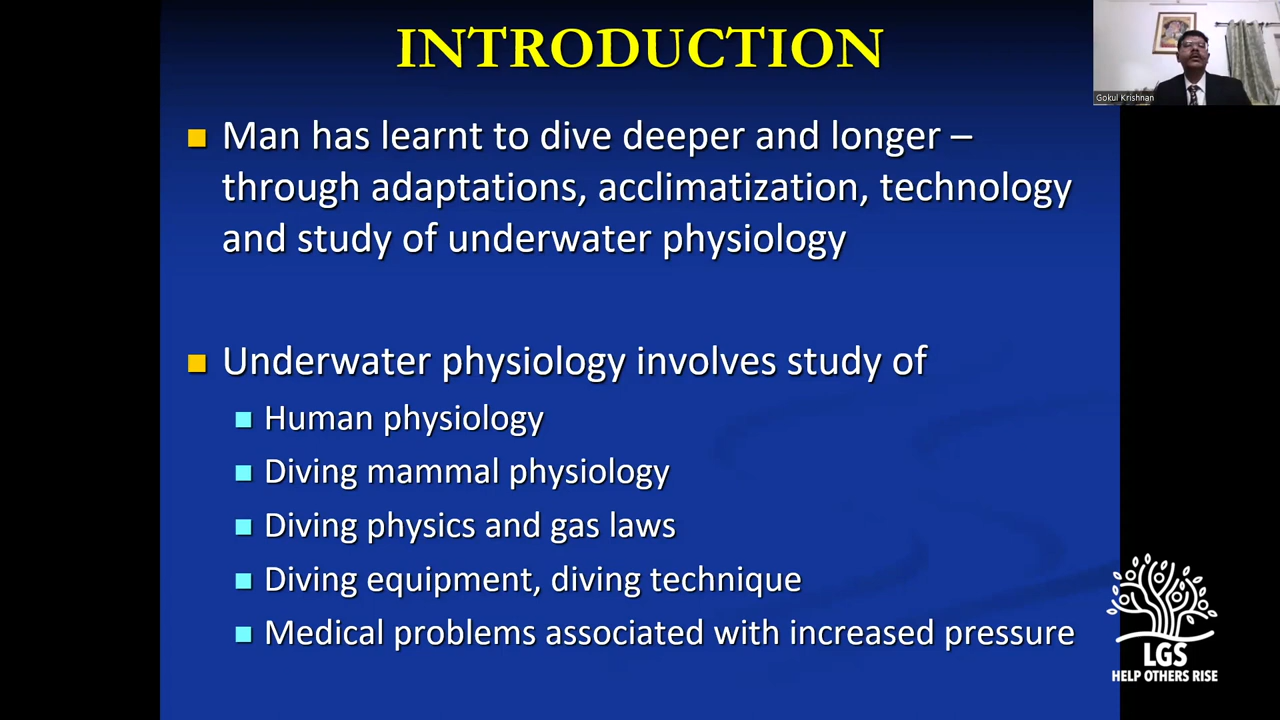 INTRODUCTION
Gokul Krishnan
Man has learnt to dive deeper and longer –
through adaptations, acclimatization, technology
and study of underwater physiology
Underwater physiology involves study of
Human physiology
Diving mammal physiology
Diving physics and gas laws
Diving equipment, diving technique
Medical problems associated with increased pressure
LGS
HELP OTHERS RISE